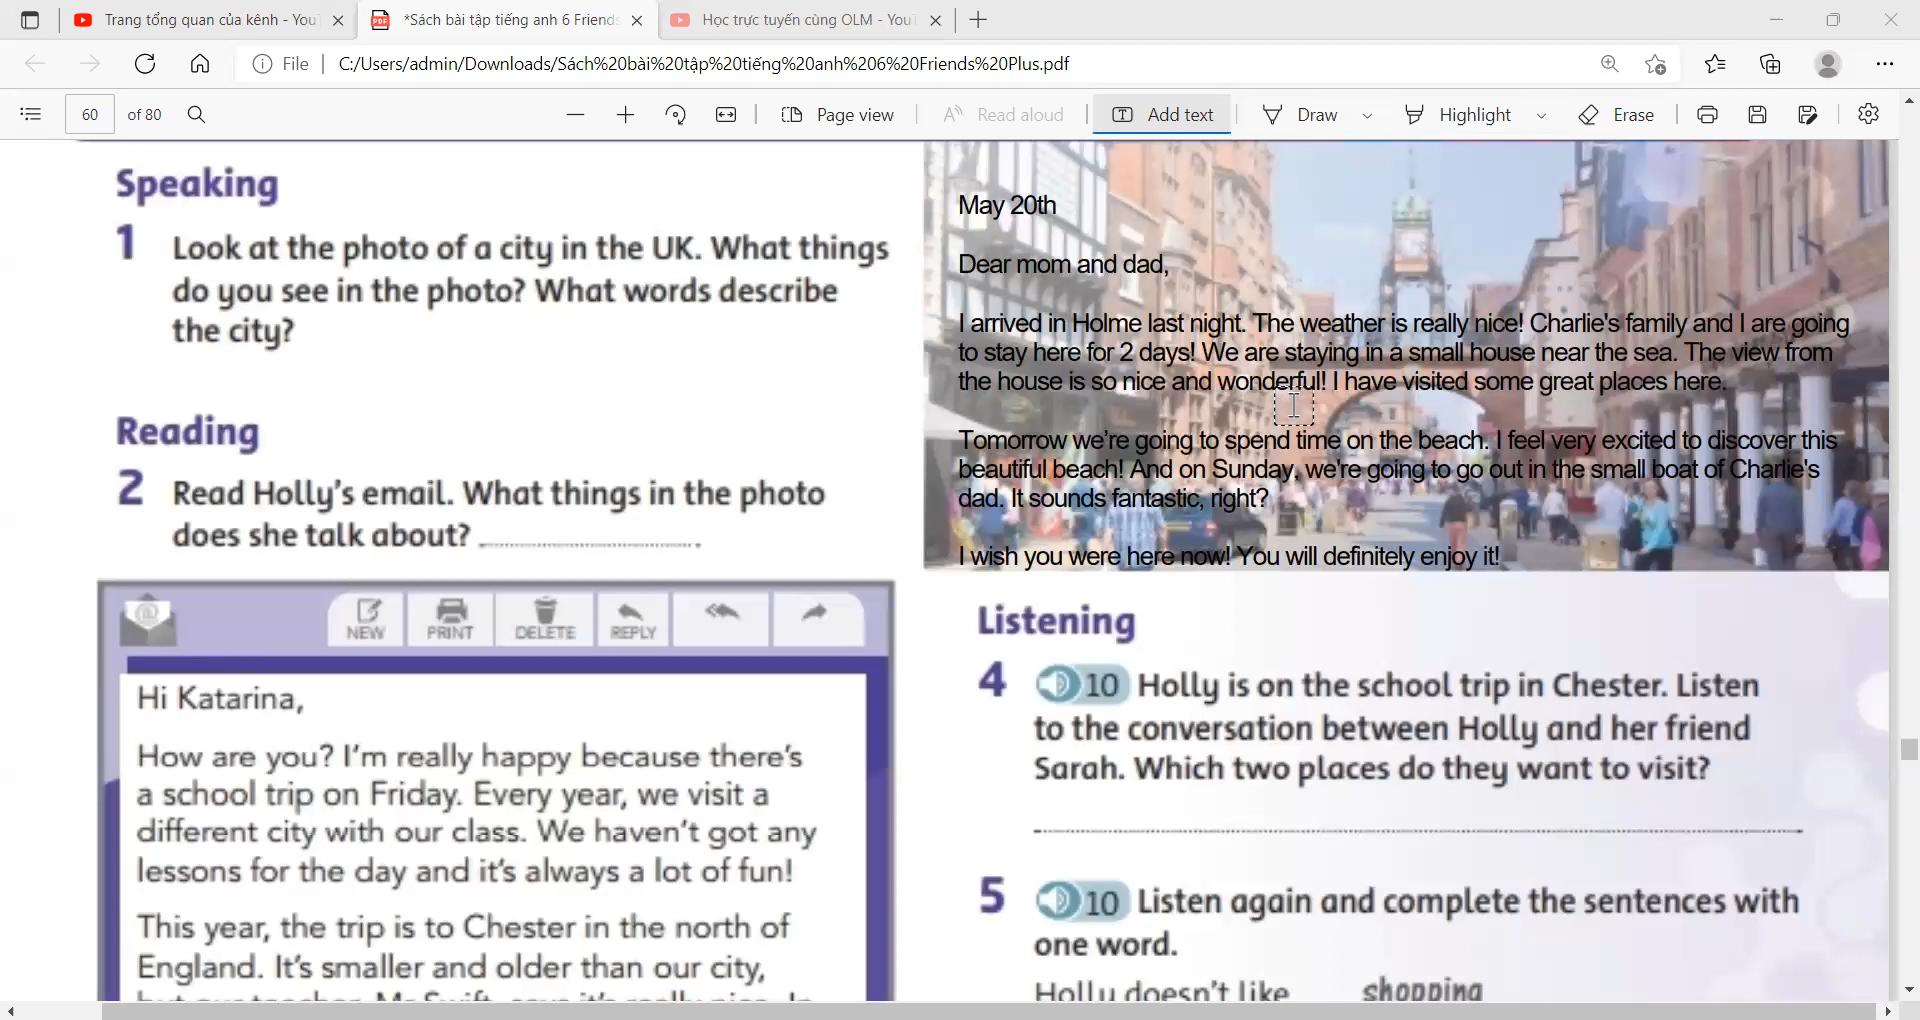 Trang tổng quan của kênh - You
*Sách bài tập tiếng anh 6 Friends
Học trực tuyến cùng OLM - You
File
C:/Users/admin/Downloads/Sách%20bài%20tập%20tiếng%20anh%206%20Friends%20Plus.pdf
60 of 80
Page view
Read aloud
Add text
Draw
Highlight
Erase
Speaking
1 Look at the photo of a city in the UK. What things
do you see in the photo? What words describe
the city?
Reading
2 Read Holly's email. What things in the photo
does she talk about?
NEW PRINT DELETE REPLY
Hi Katarina,
How are you? I'm really happy because there's
a school trip on Friday. Every year, we visit a
different city with our class. We haven't got any
lessons for the day and it's always a lot of fun!
This year, the trip is to Chester in the north of
England. It's smaller and older than our city,
but our teacher, Mr Swift, says it's really nice. In
May 20th
Dear mom and dad,
I arrived in Holme last night. The weather is really nice! Charlie's family and I are going
to stay here for 2 days! We are staying in a small house near the sea. The view from
the house is so nice and wonderful! I have visited some great places here.
Tomorrow we're going to spend time on the beach. I feel very excited to discover this
beautiful beach! And on Sunday, we're going to go out in the small boat of Charlie's
dad. It sounds fantastic, right?
I wish you were here now! You will definitely enjoy it!
Listening
4 10 Holly is on the school trip in Chester. Listen
to the conversation between Holly and her friend
Sarah. Which two places do they want to visit?
5 10 Listen again and complete the sentences with
one word.
Holly doesn't like shopping